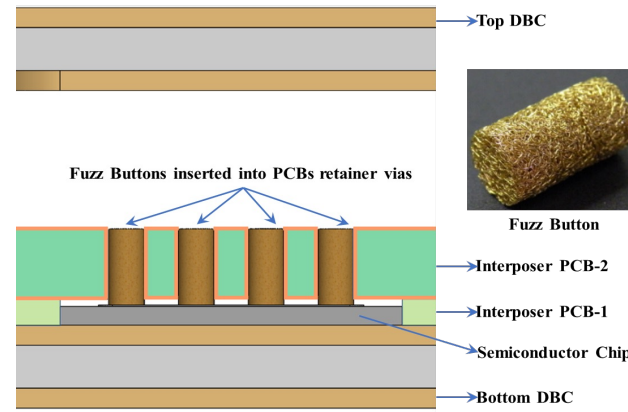 Top DBC
Fuzz Buttons inserted into PCBs retainer vias
Fuzz Button
Interposer PCB-2
Interposer PCB-1
Semiconductor Chip
Bottom DBC